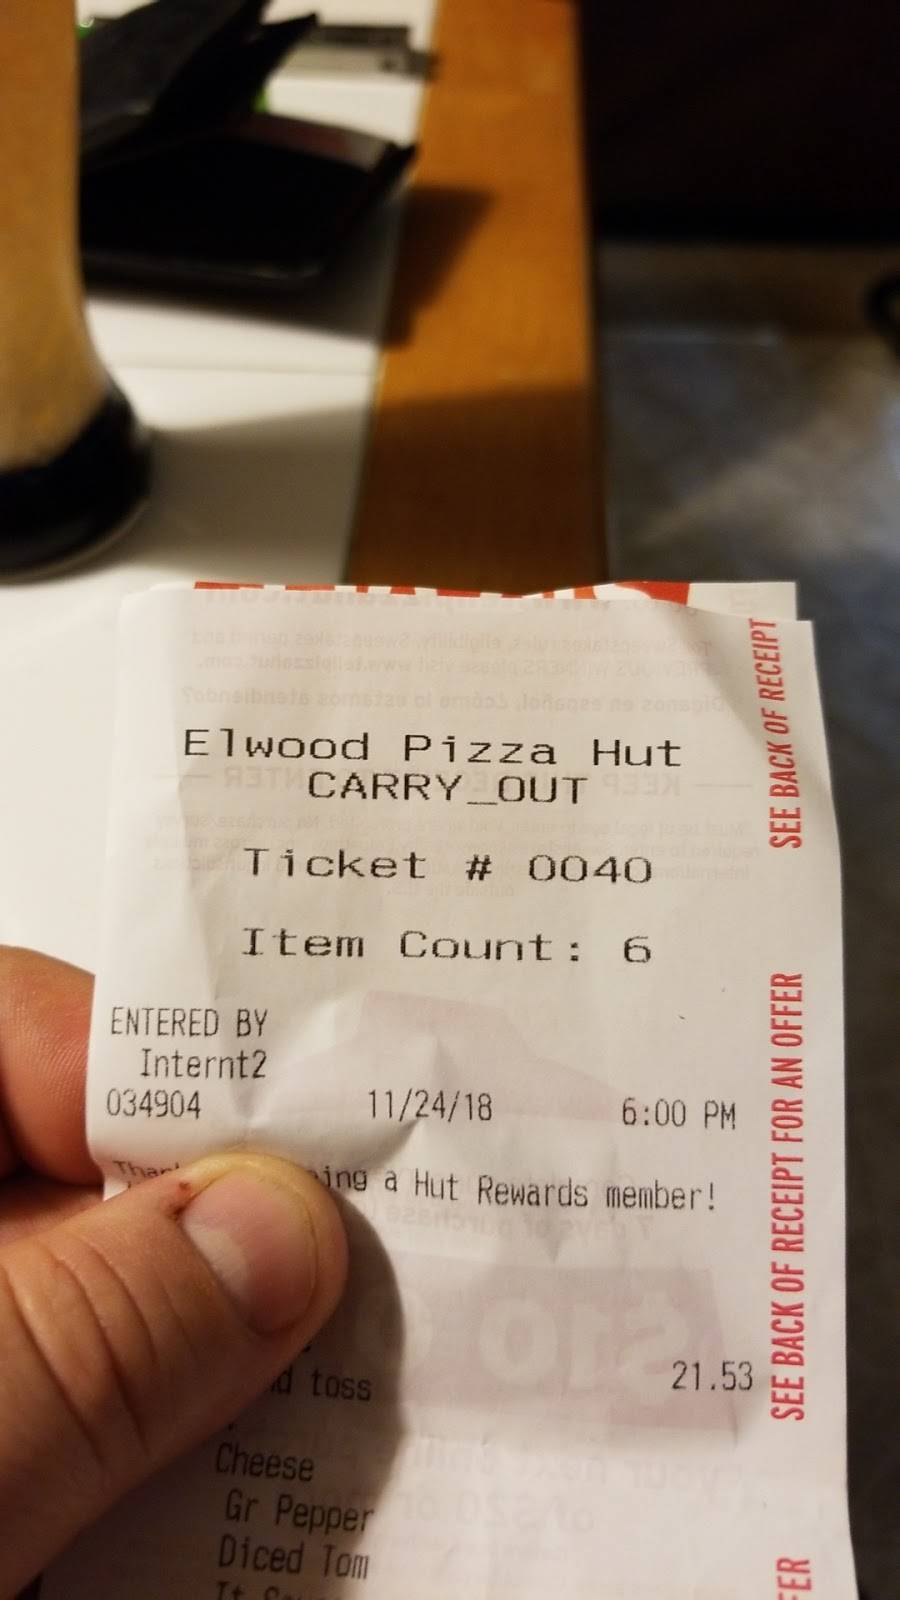 Elwood Pizza Hut
CARRY_OUT
Ticket # 0040
Item Count: 6
ENTERED BY
Internt2
034904 11/24/18 6:00 PM
a Hut Rewards member!
toss 21.53
Cheese
Gr Pepper
Diced Tom
SEE BACK OF RECEIPT
SEE BACK OF RECEIPT FOR AN OFFER